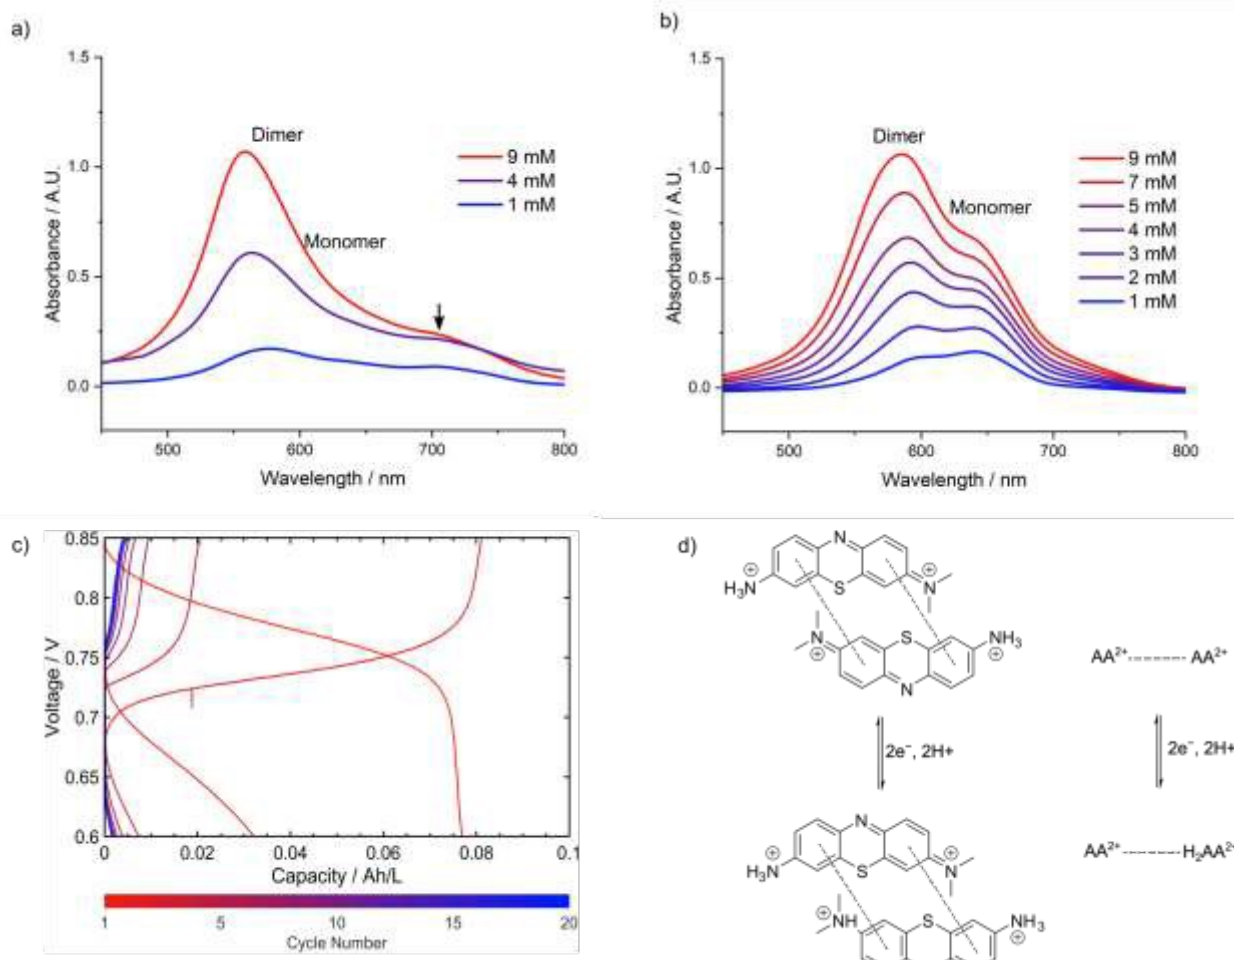 a)
1.5
1.0
0.5
0.0
Absorbance / A.U.
Dimer
Monomer
9 mM
4 mM
1 mM
500
600
700
800
Wavelength / nm
b)
1.5
1.0
0.5
0.0
Absorbance / A.U.
Dimer
Monomer
9 mM
7 mM
5 mM
4 mM
3 mM
2 mM
1 mM
500
600
700
800
Wavelength / nm
c)
0.85
0.8
0.75
0.7
0.65
0.6
Voltage / V
0
0.02
0.04
0.06
0.08
0.1
Capacity / Ah/L
1
5
10
15
20
Cycle Number
d)
N
S
H₃N
⊕
N
⊕
N
⊕
S
N
NH₃
⊕
2e⁻, 2H+
N
S
H₃N
⊕
N
⊕
NH
⊕
S
NH₃
⊕
AA²⁺
AA²⁺
2e⁻, 2H+
AA²⁺
H₂AA²⁺